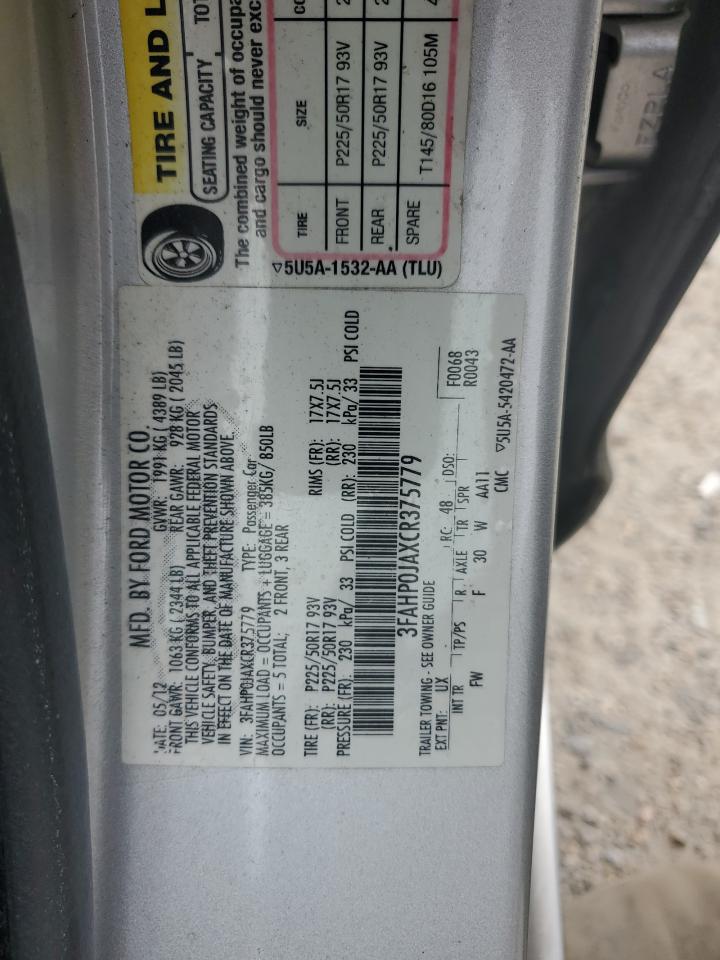 TIRE AND L
SEATING CAPACITY TOT
The combined weight of occupa
and cargo should never exc
TIRE SIZE CO
FRONT P225/50R17 93V 2
REAR P225/50R17 93V 2
SPARE T145/80D16 105M 4
▽5U5A-1532-AA (TLU)
MFD. BY FORD MOTOR CO.
DATE: 05/12 GVWR: 1991 KG ( 4389 LB)
FRONT GAWR: 1063 KG ( 2344 LB) REAR GAWR: 928 KG ( 2045 LB)
THIS VEHICLE CONFORMS TO ALL APPLICABLE FEDERAL MOTOR
VEHICLE SAFETY, BUMPER, AND THEFT PREVENTION STANDARDS
IN EFFECT ON THE DATE OF MANUFACTURE SHOWN ABOVE.
VIN: 3FAHP0JAXCR375779 TYPE: Passenger Car
MAXIMUM LOAD = OCCUPANTS + LUGGAGE = 385KG/ 850LB
OCCUPANTS = 5 TOTAL; 2 FRONT, 3 REAR
TIRE (FR): P225/50R17 93V RIMS (FR): 17X7.5J
(RR): P225/50R17 93V (RR): 17X7.5J
PRESSURE (FR): 230 kPa/ 33 PSI COLD (RR): 230 kPa/ 33 PSI COLD
3FAHP0JAXCR375779
TRAILER TOWING - SEE OWNER GUIDE
F0068
R0043
EXT PNT: UX RC: 48 DSO:
INT TR TP/PS R AXLE TR SPR
FW F 30 W AA11
CMC ▽5U5A-5420472-AA